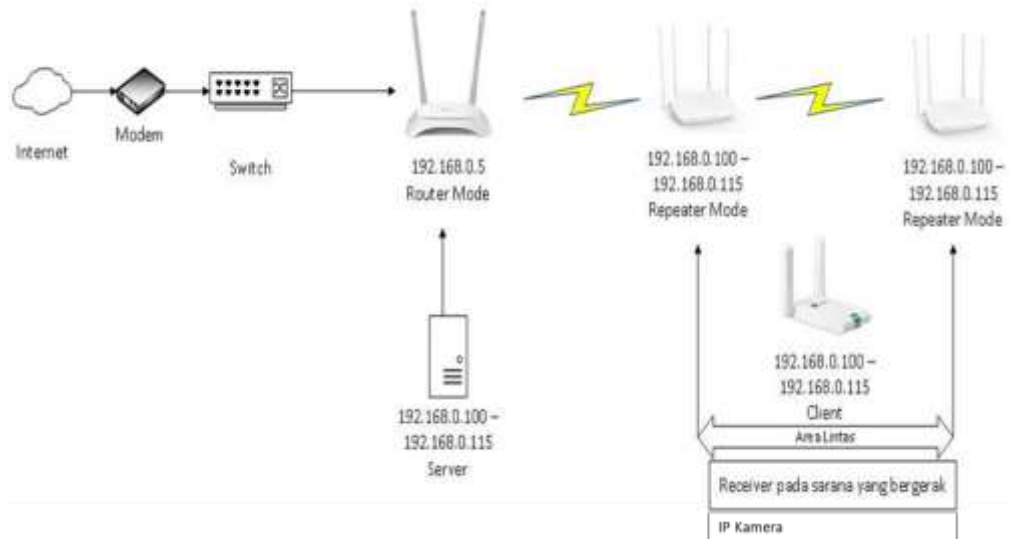 Internet
Modem
Switch
192.168.0.5
Router Mode
192.168.0.100 –
192.168.0.115
Repeater Mode
192.168.0.100 –
192.168.0.115
Repeater Mode
192.168.0.100 –
192.168.0.115
Server
192.168.0.100 –
192.168.0.115
Client
Area Lintas
Receiver pada sarana yang bergerak
IP Kamera